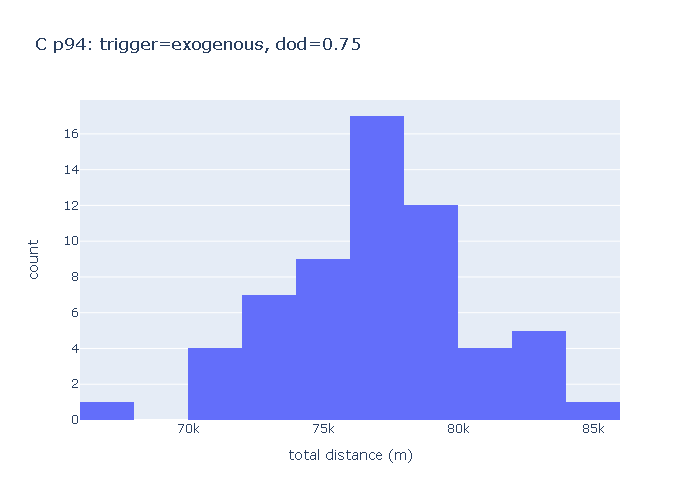 C p94: trigger=exogenous, dod=0.75
16
14
12
10
8
6
4
2
0
count
70k 75k 80k 85k
total distance (m)